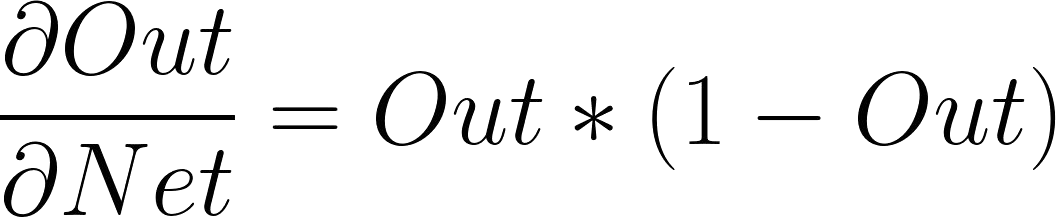 ∂Out/∂Net = Out * (1 − Out)